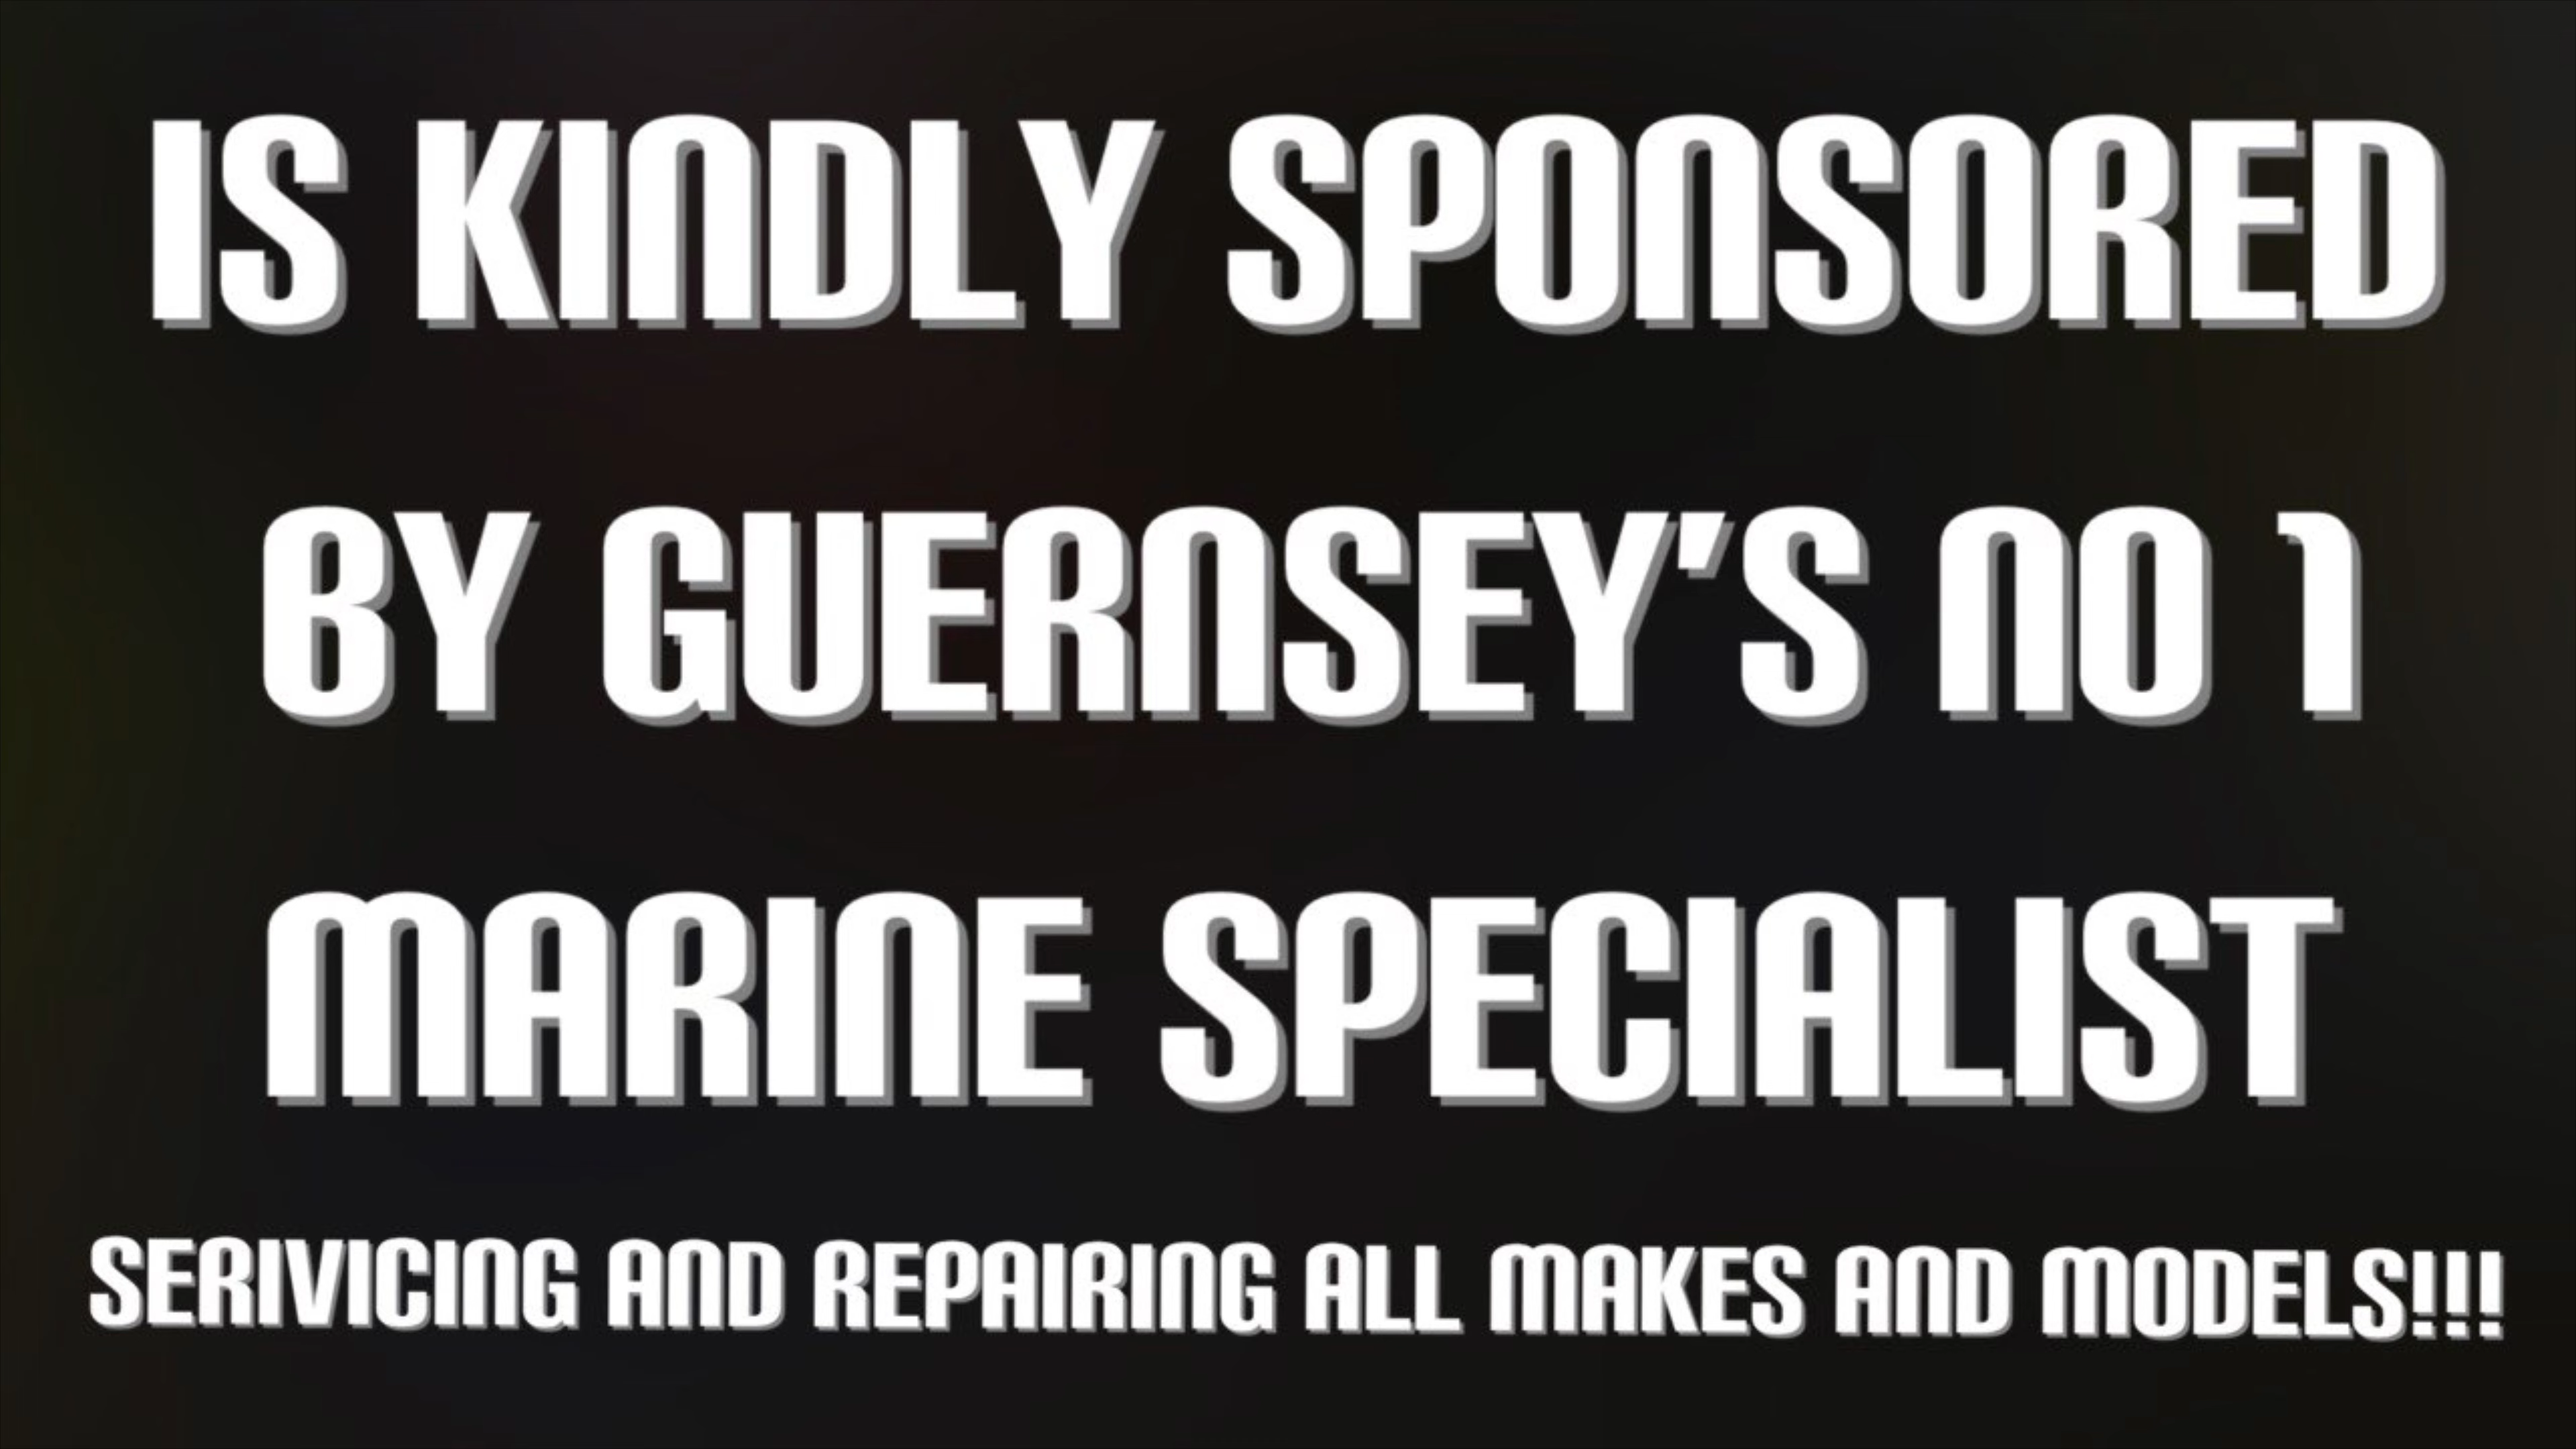 IS KINDLY SPONSORED
BY GUERNSEY'S NO 1
MARINE SPECIALIST
SERIVICING AND REPAIRING ALL MAKES AND MODELS!!!